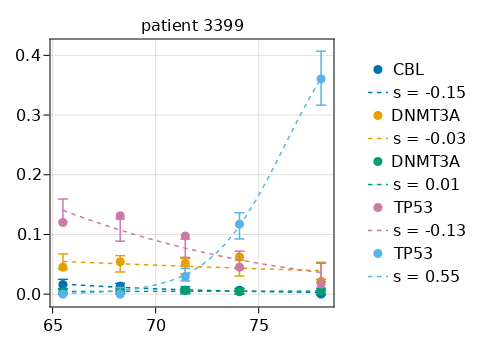 patient 3399
0.4
0.3
0.2
0.1
0.0
65
70
75
CBL
s = -0.15
DNMT3A
s = -0.03
DNMT3A
s = 0.01
TP53
s = -0.13
TP53
s = 0.55